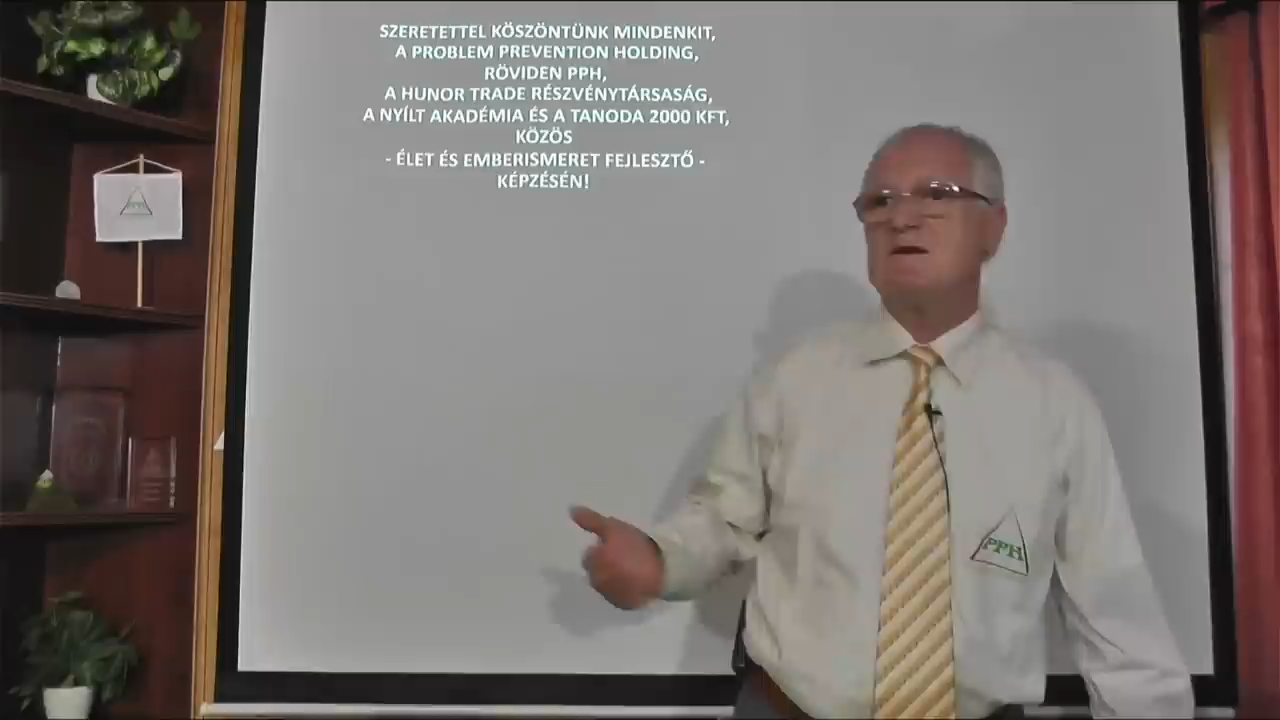 SZERETETTEL KÖSZÖNTÜNK MINDENKIT,
A PROBLEM PREVENTION HOLDING,
RÖVIDEN PPH,
A HUNOR TRADE RÉSZVÉNYTÁRSASÁG,
A NYÍLT AKADÉMIA ÉS A TANODA 2000 KFT,
KÖZÖS
- ÉLET ÉS EMBERISMERET FEJLESZTŐ -
KÉPZÉSÉN!
PPH
PPH